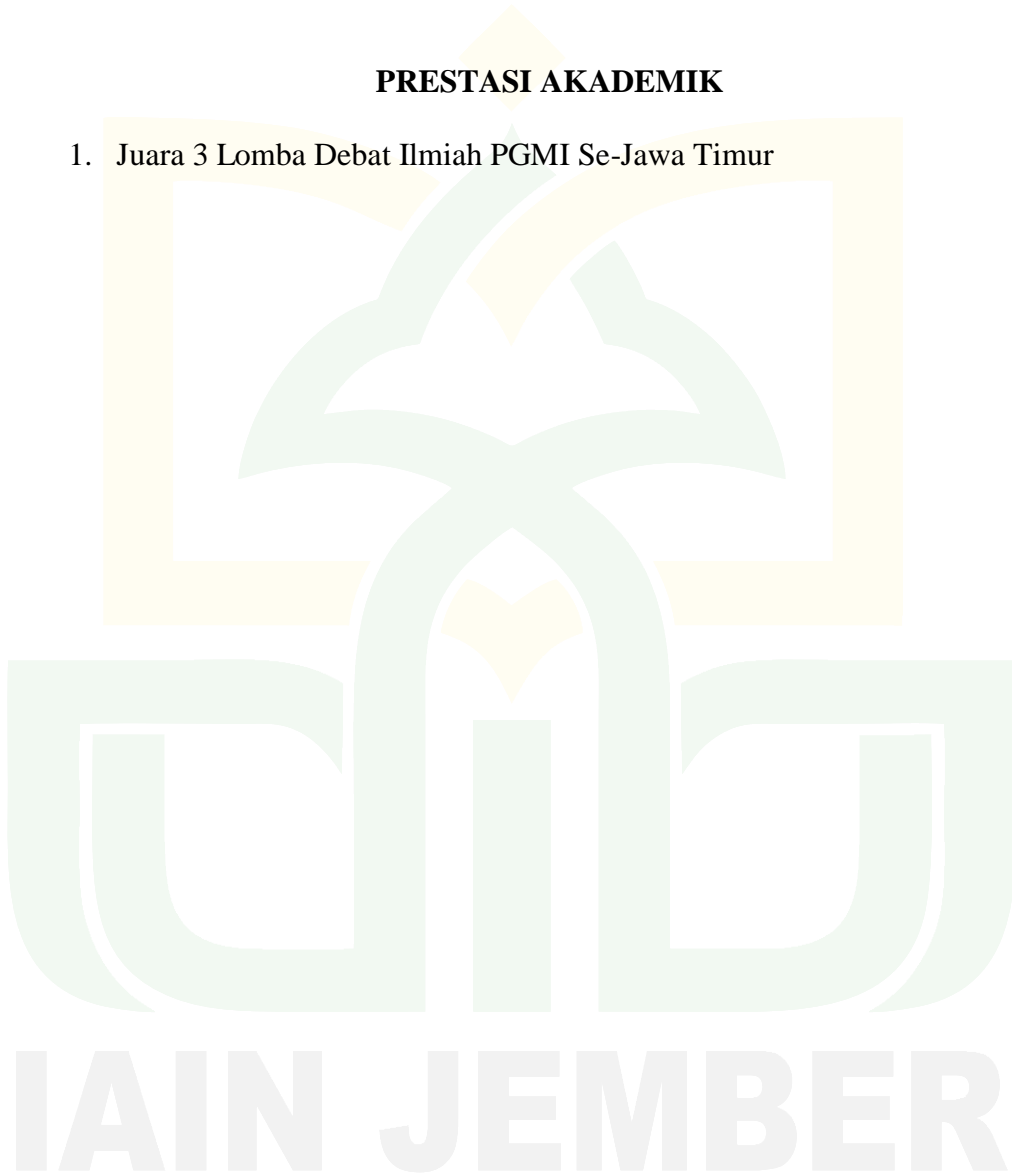 PRESTASI AKADEMIK
1. Juara 3 Lomba Debat Ilmiah PGMI Se-Jawa Timur
IAIN JEMBER